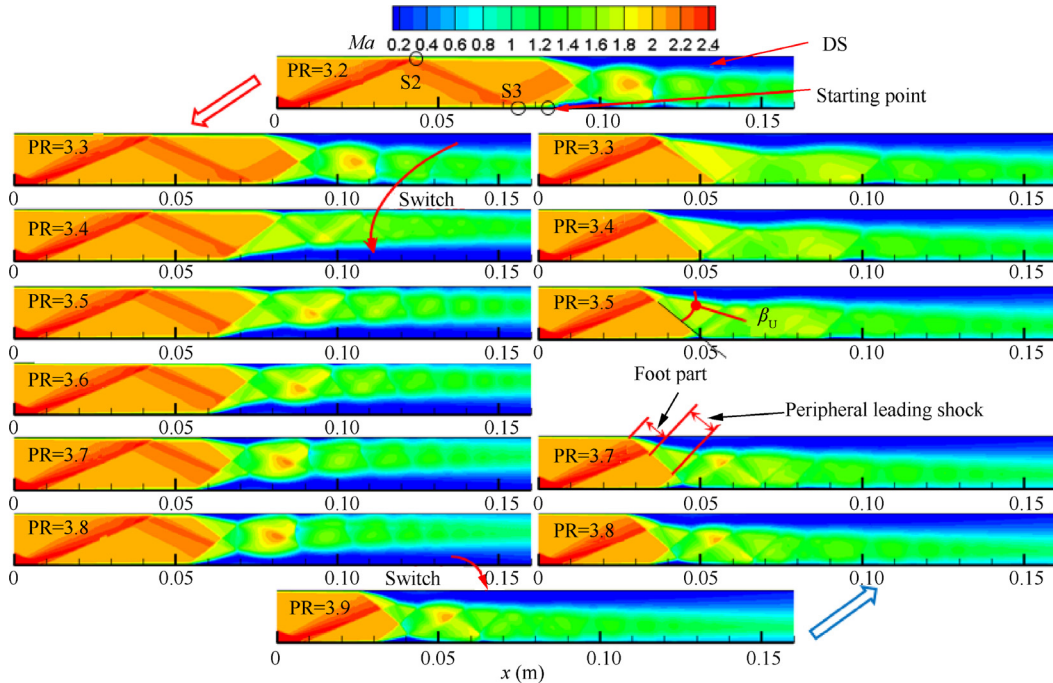 Ma
0.2 0.4 0.6 0.8 1 1.2 1.4 1.6 1.8 2 2.2 2.4
DS
PR=3.2
S2
S3
Starting point
0 0.05 0.10 0.15
PR=3.3
PR=3.3
0 0.05 0.10 0.15
Switch
0 0.05 0.10 0.15
PR=3.4
PR=3.4
0 0.05 0.10 0.15
0 0.05 0.10 0.15
PR=3.5
PR=3.5
βU
0 0.05 0.10 0.15
0 0.05 0.10 0.15
PR=3.6
Foot part
Peripheral leading shock
0 0.05 0.10 0.15
PR=3.7
PR=3.7
0 0.05 0.10 0.15
0 0.05 0.10 0.15
PR=3.8
PR=3.8
0 0.05 0.10 0.15
Switch
0 0.05 0.10 0.15
PR=3.9
0 0.05 0.10 0.15
x (m)